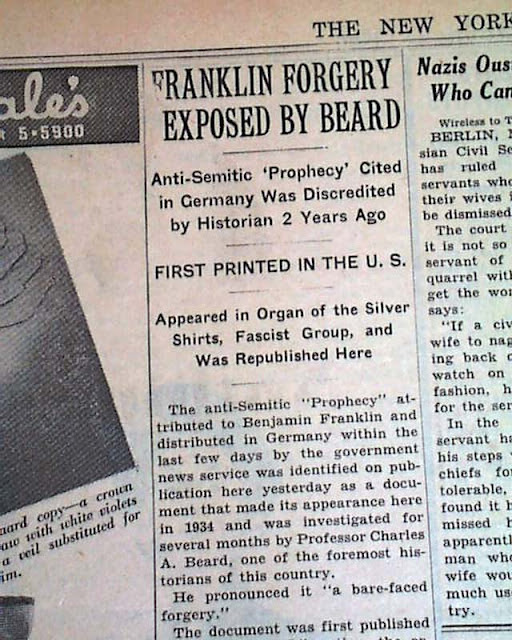 THE NEW YORK
ale's
5-5900
FRANKLIN FORGERY
EXPOSED BY BEARD
Anti-Semitic 'Prophecy' Cited
in Germany Was Discredited
by Historian 2 Years Ago
FIRST PRINTED IN THE U. S.
Appeared in Organ of the Silver
Shirts, Fascist Group, and
Was Republished Here
The anti-Semitic "Prophecy" at-
tributed to Benjamin Franklin and
distributed in Germany within the
last few days by the government
news service was identified on pub-
lication here yesterday as a docu-
ment that made its appearance here
in 1934 and was investigated for
several months by Professor Charles
A. Beard, one of the foremost his-
torians of this country.
He pronounced it "a bare-faced
forgery."
The document was first published
Nazis Ous
Who Can
Wireless to T
BERLIN,
sian Civil Se
has ruled
servants who
their wives
be dismissed
The court
it is not so
servant of
quarrel with
get the wor
says:
"If a civ
wife to nag
ing back
watch on
fashion, h
for the ser
In the
servant ha
his steps
chiefs for
tolerable,
found it h
missed h
apparentl
man who
wife wou
much us
try.
aard copy—a crown
aw with white violets
a veil substituted for
im.